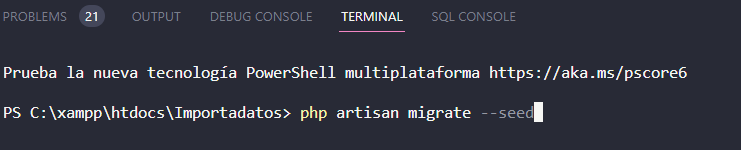 PROBLEMS 21 OUTPUT DEBUG CONSOLE TERMINAL SQL CONSOLE
Prueba la nueva tecnología PowerShell multiplataforma https://aka.ms/pscore6
PS C:\xampp\htdocs\Importadatos> php artisan migrate --seed